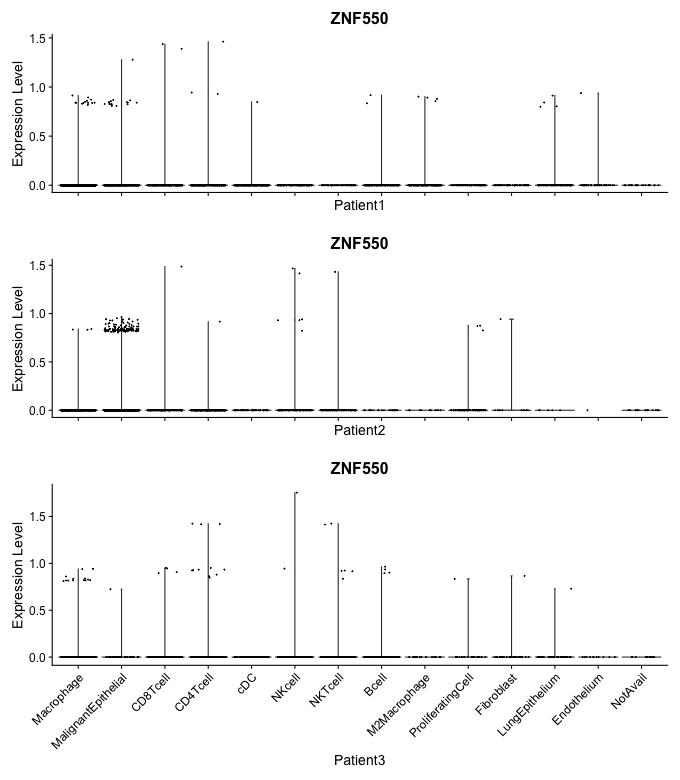 ZNF550
Expression Level
1.5
1.0
0.5
0.0
Patient1
ZNF550
Expression Level
1.5
1.0
0.5
0.0
Patient2
ZNF550
Expression Level
1.5
1.0
0.5
0.0
Macrophage
MalignantEpithelial
CD8Tcell
CD4Tcell
cDC
NKcell
NKTcell
Bcell
M2Macrophage
ProliferatingCell
Fibroblast
LungEpithelium
Endothelium
NotAvail
Patient3